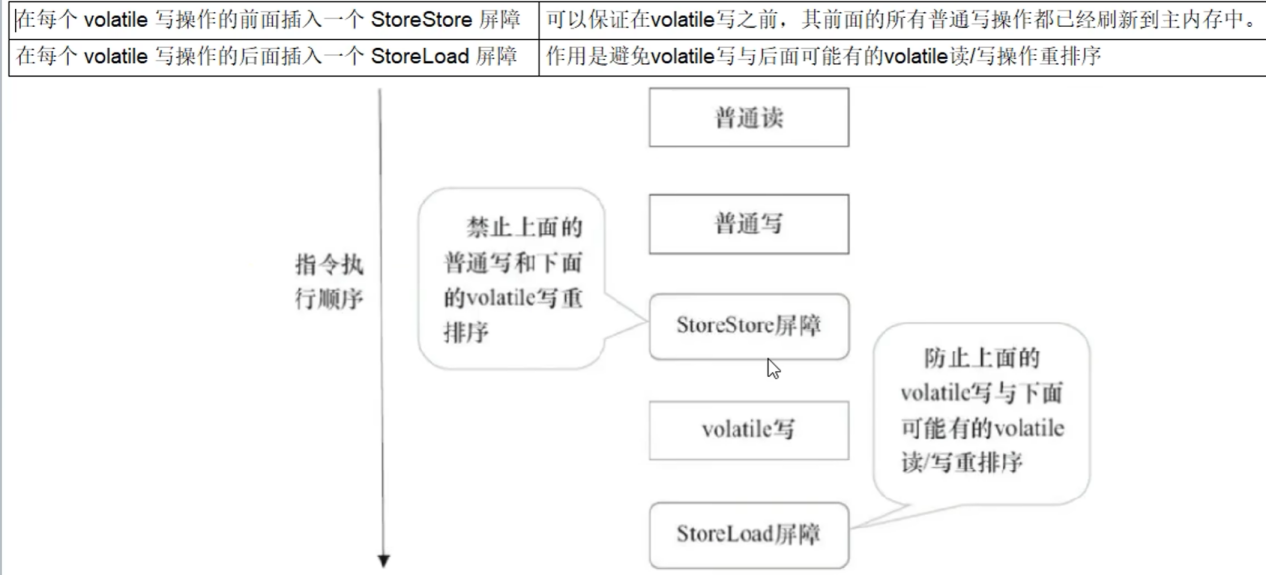 在每个 volatile 写操作的前面插入一个 StoreStore 屏障
可以保证在volatile写之前，其前面的所有普通写操作都已经刷新到主内存中。
在每个 volatile 写操作的后面插入一个 StoreLoad 屏障
作用是避免volatile写与后面可能有的volatile读/写操作重排序
普通读
普通写
禁止上面的
普通写和下面
的volatile写重
排序
指令执
行顺序
StoreStore屏障
防止上面的
volatile写与下面
可能有的volatile
读/写重排序
volatile写
StoreLoad屏障